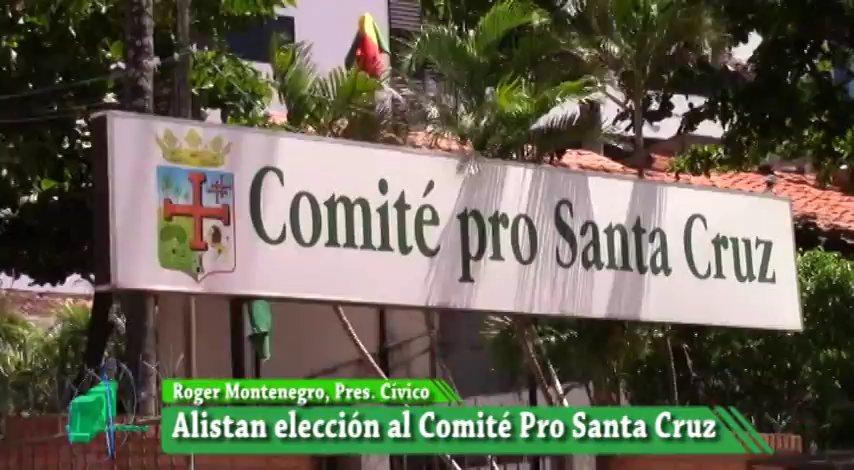 Comité pro Santa Cruz
Roger Montenegro, Pres. Cívico
Alistan elección al Comité Pro Santa Cruz